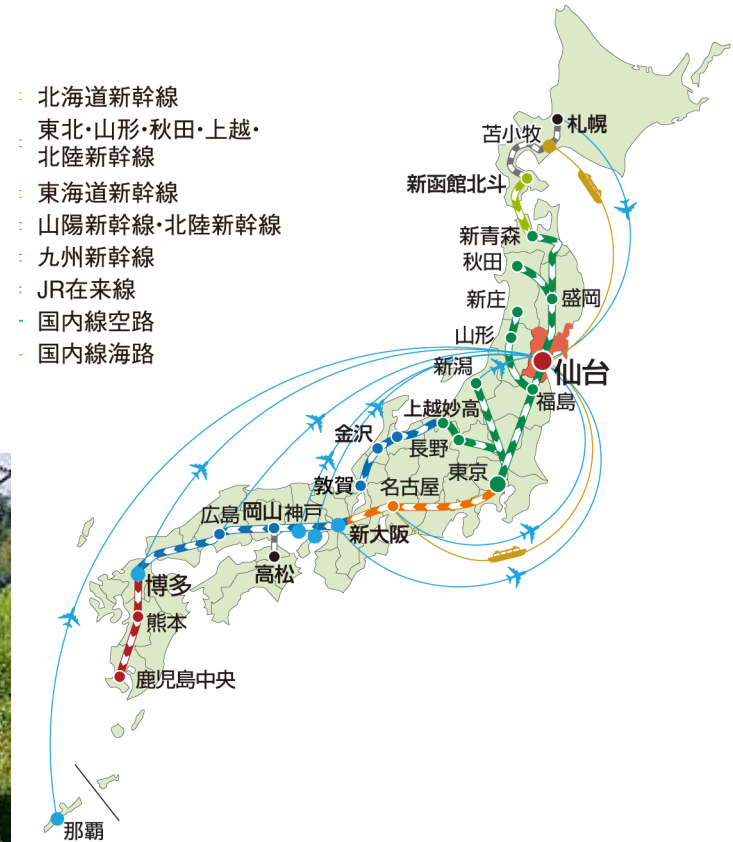 北海道新幹線
東北・山形・秋田・上越・
北陸新幹線
東海道新幹線
山陽新幹線・北陸新幹線
九州新幹線
JR在来線
国内線空路
国内線海路
札幌
苫小牧
新函館北斗
新青森
秋田
盛岡
新庄
山形
仙台
新潟
福島
上越妙高
金沢
長野
東京
敦賀
名古屋
広島
岡山
神戸
新大阪
高松
博多
熊本
鹿児島中央
那覇